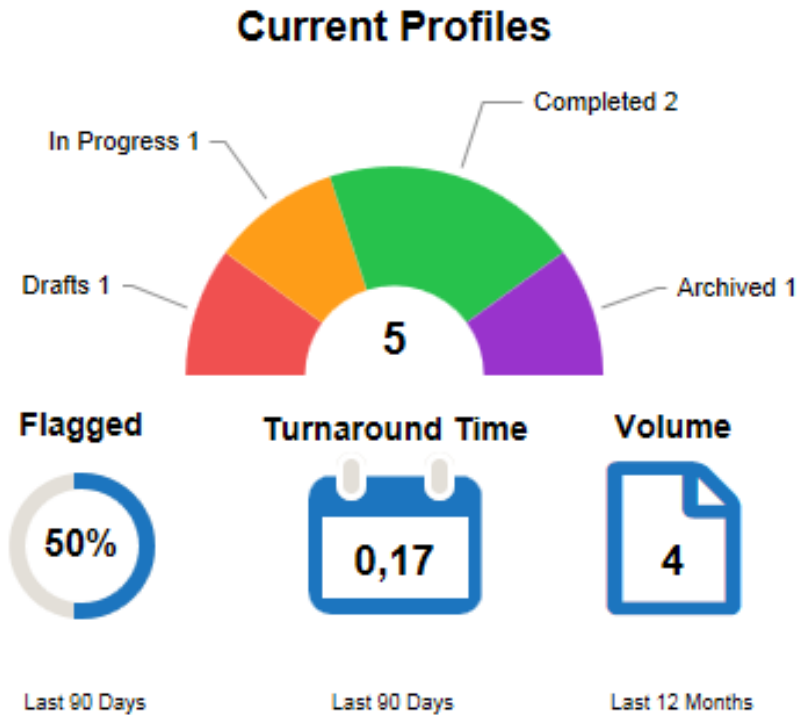 Current Profiles
Completed 2
In Progress 1
Drafts 1
Archived 1
5
Flagged
Turnaround Time
Volume
50%
0,17
4
Last 90 Days
Last 90 Days
Last 12 Months